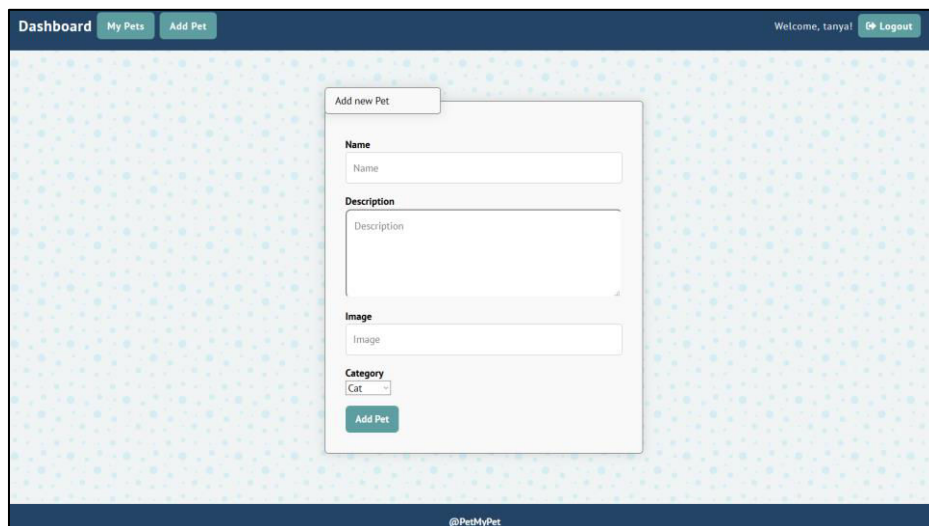 Dashboard My Pets Add Pet Welcome, tanya! Logout
Add new Pet
Name
Name
Description
Description
Image
Image
Category
Cat
Add Pet
@PetMyPet